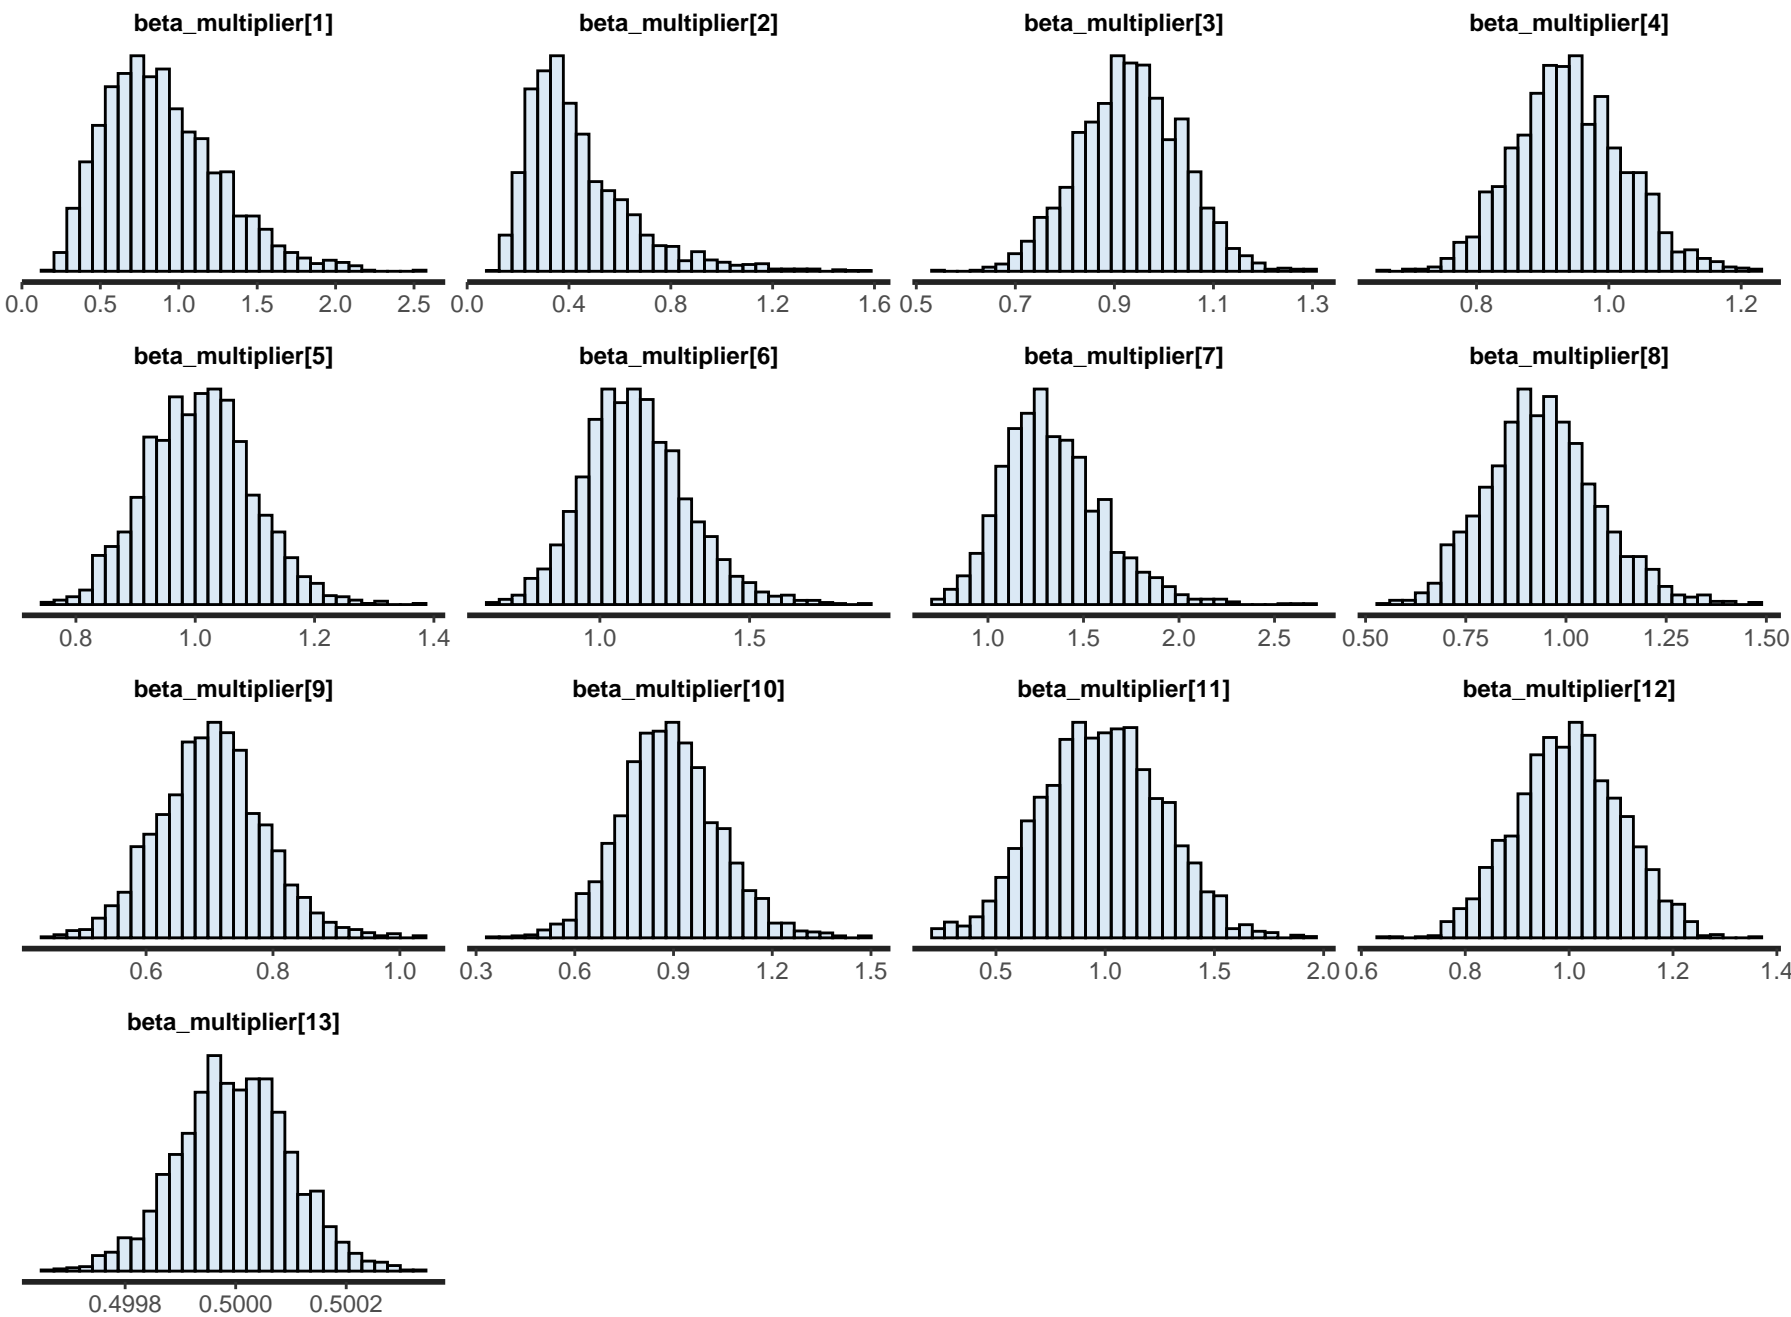 beta_multiplier[1] beta_multiplier[2] beta_multiplier[3] beta_multiplier[4]
0.0 0.5 1.0 1.5 2.0 2.5 0.0 0.4 0.8 1.2 1.6 0.5 0.7 0.9 1.1 1.3 0.8 1.0 1.2
beta_multiplier[5] beta_multiplier[6] beta_multiplier[7] beta_multiplier[8]
0.8 1.0 1.2 1.4 1.0 1.5 1.0 1.5 2.0 2.5 0.50 0.75 1.00 1.25 1.50
beta_multiplier[9] beta_multiplier[10] beta_multiplier[11] beta_multiplier[12]
0.6 0.8 1.0 0.3 0.6 0.9 1.2 1.5 0.5 1.0 1.5 2.0 0.6 0.8 1.0 1.2 1.4
beta_multiplier[13]
0.4998 0.5000 0.5002